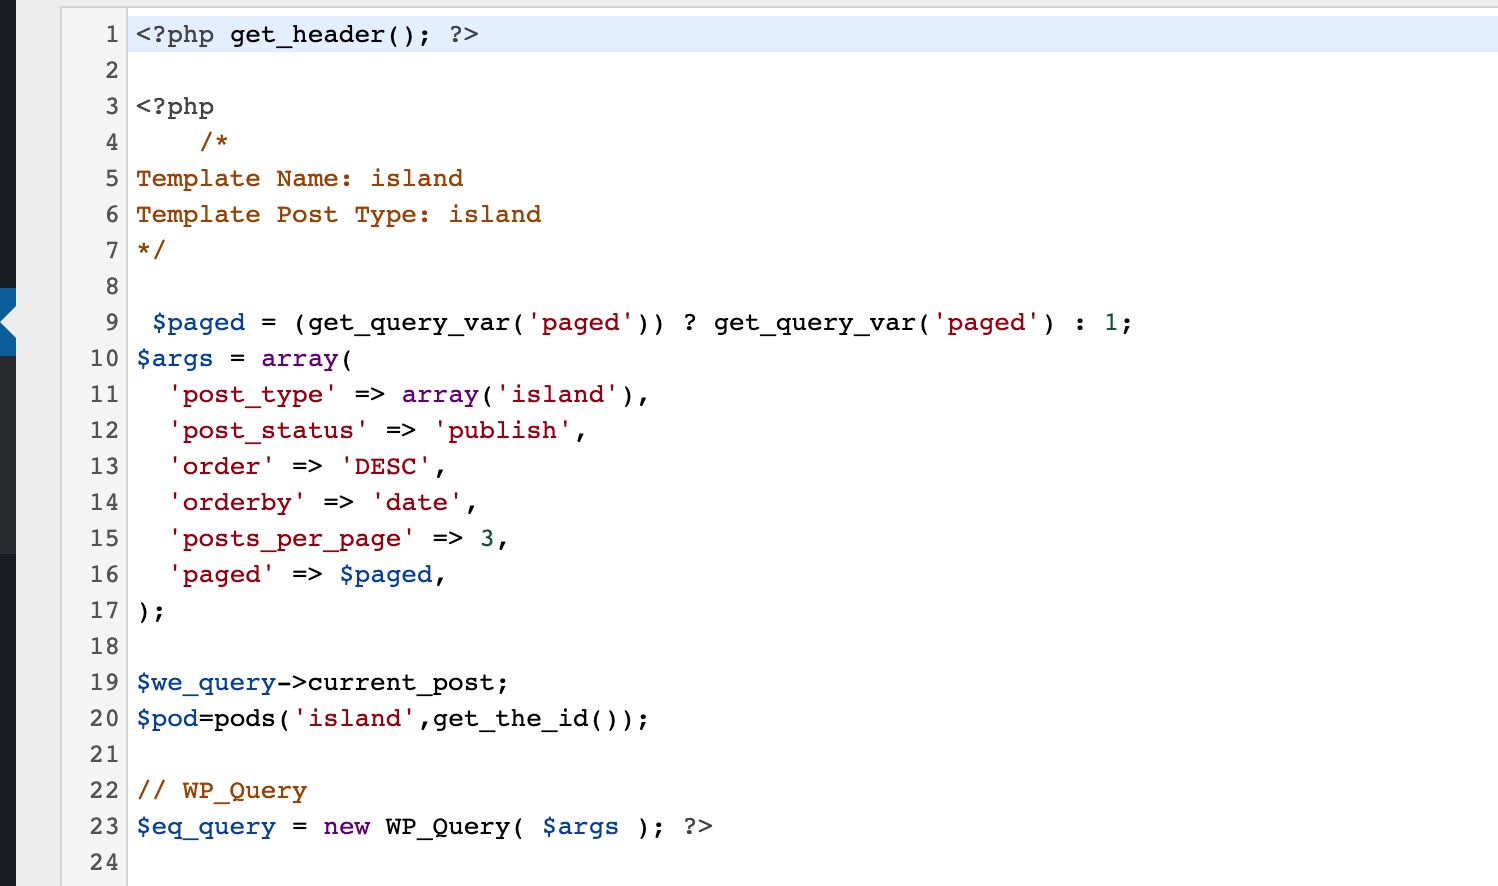 1 <?php get_header(); ?>
2
3 <?php
4     /*
5 Template Name: island
6 Template Post Type: island
7 */
8
9  $paged = (get_query_var('paged')) ? get_query_var('paged') : 1;
10 $args = array(
11   'post_type' => array('island'),
12   'post_status' => 'publish',
13   'order' => 'DESC',
14   'orderby' => 'date',
15   'posts_per_page' => 3,
16   'paged' => $paged,
17 );
18
19 $we_query->current_post;
20 $pod=pods('island',get_the_id());
21
22 // WP_Query
23 $eq_query = new WP_Query( $args ); ?>
24